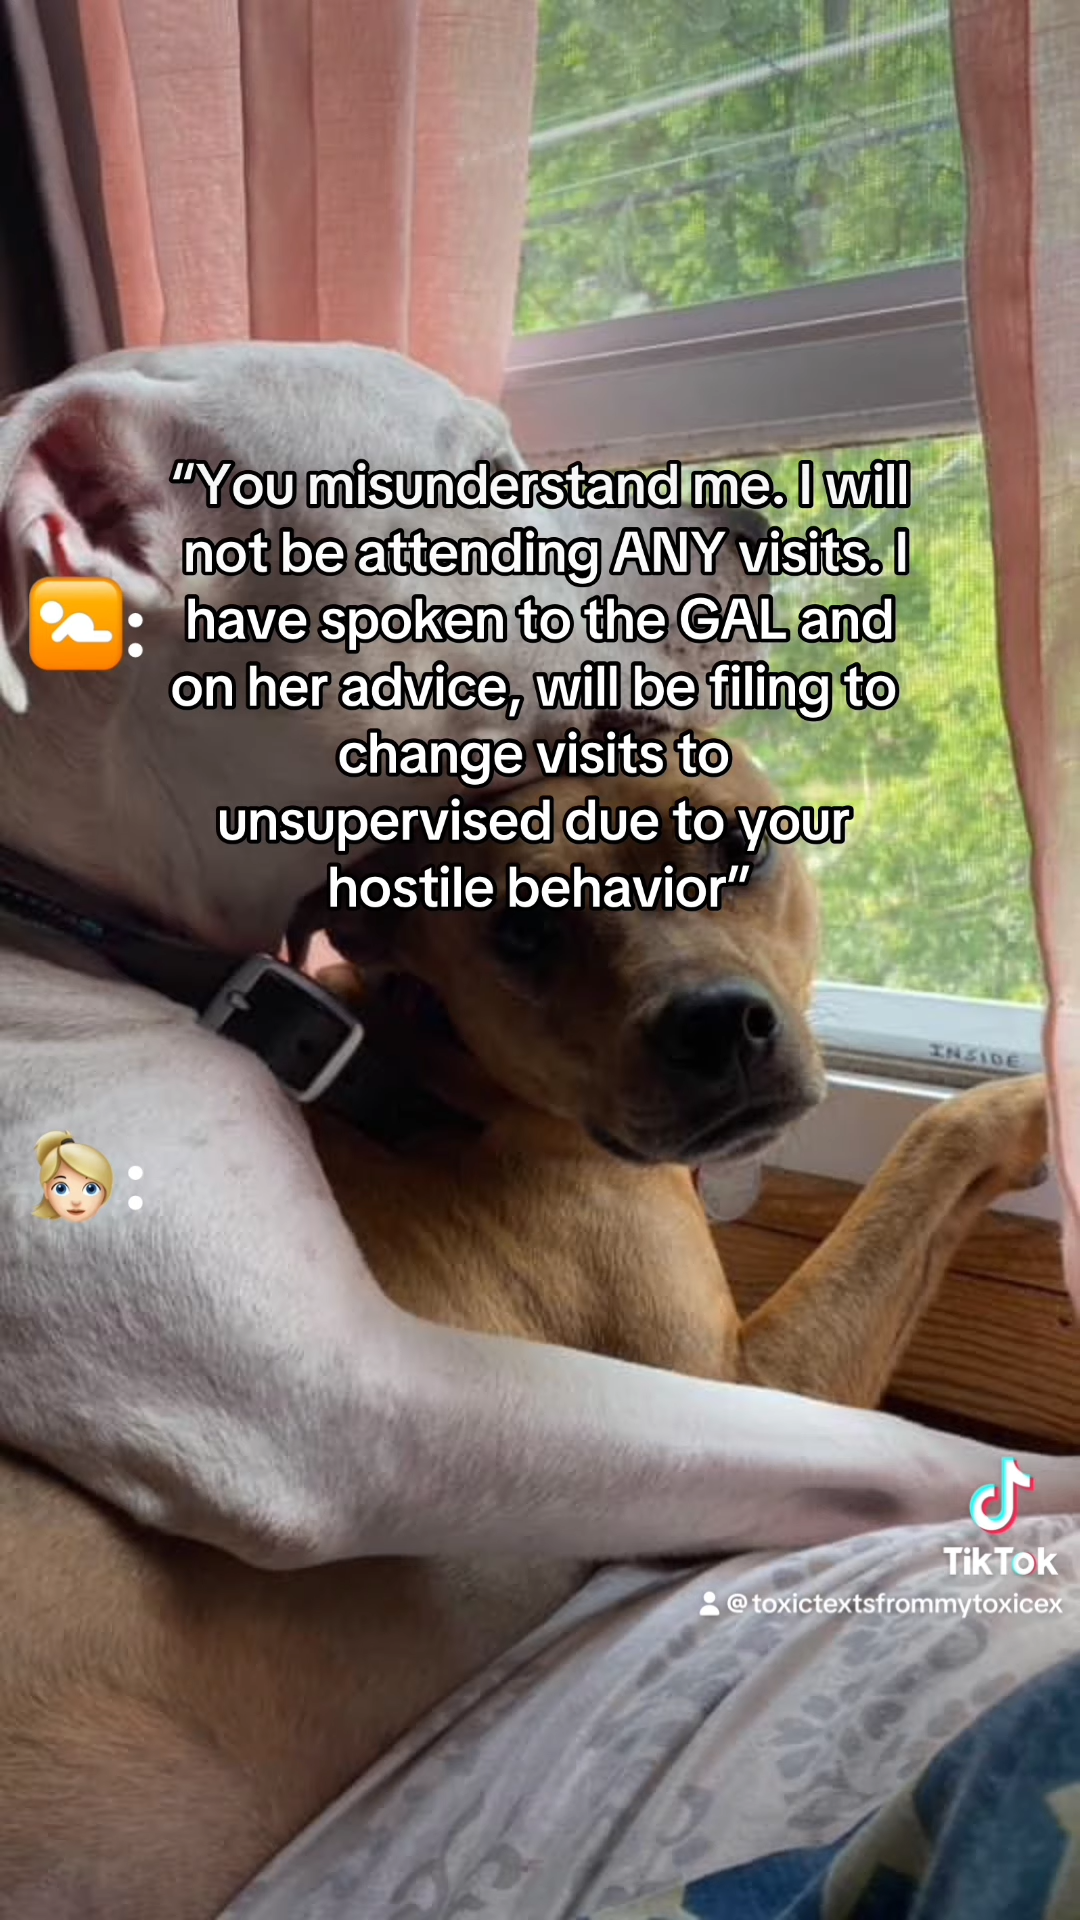 “You misunderstand me. I will
not be attending ANY visits. I
🚼: have spoken to the GAL and
on her advice, will be filing to
change visits to
unsupervised due to your
hostile behavior”
INSIDE
👱🏼‍♀️:
TikTok
@toxictextsfrommytoxicex